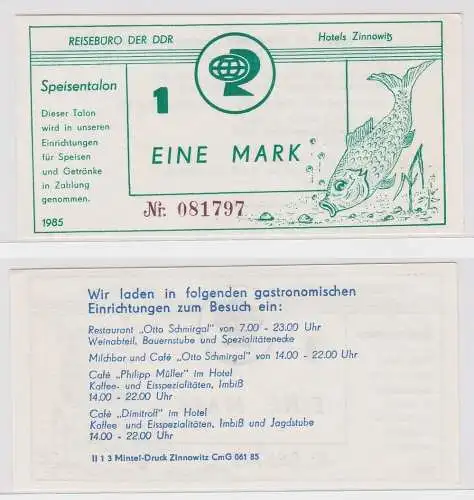 REISEBÜRO DER DDR
Hotels Zinnowitz
Speisentalon
Dieser Talon
wird in unseren
Einrichtungen
für Speisen
und Getränke
in Zahlung
genommen.
1985
1
EINE MARK
Nr. 081797
Wir laden in folgenden gastronomischen
Einrichtungen zum Besuch ein:
Restaurant „Otto Schmirgal" von 7.00 - 23.00 Uhr
Weinabteil, Bauernstube und Spezialitätenecke
Milchbar und Café „Otto Schmirgal" von 14.00 - 22.00 Uhr
Café „Philipp Müller" im Hotel
Kaffee- und Eisspezialitäten, Imbiß
14.00 - 22.00 Uhr
Café „Dimitroff" im Hotel
Kaffee und Eisspezialitäten, Imbiß und Jagdstube
14.00 - 22.00 Uhr
II 1 3 Mintel-Druck Zinnowitz CmG 061 85